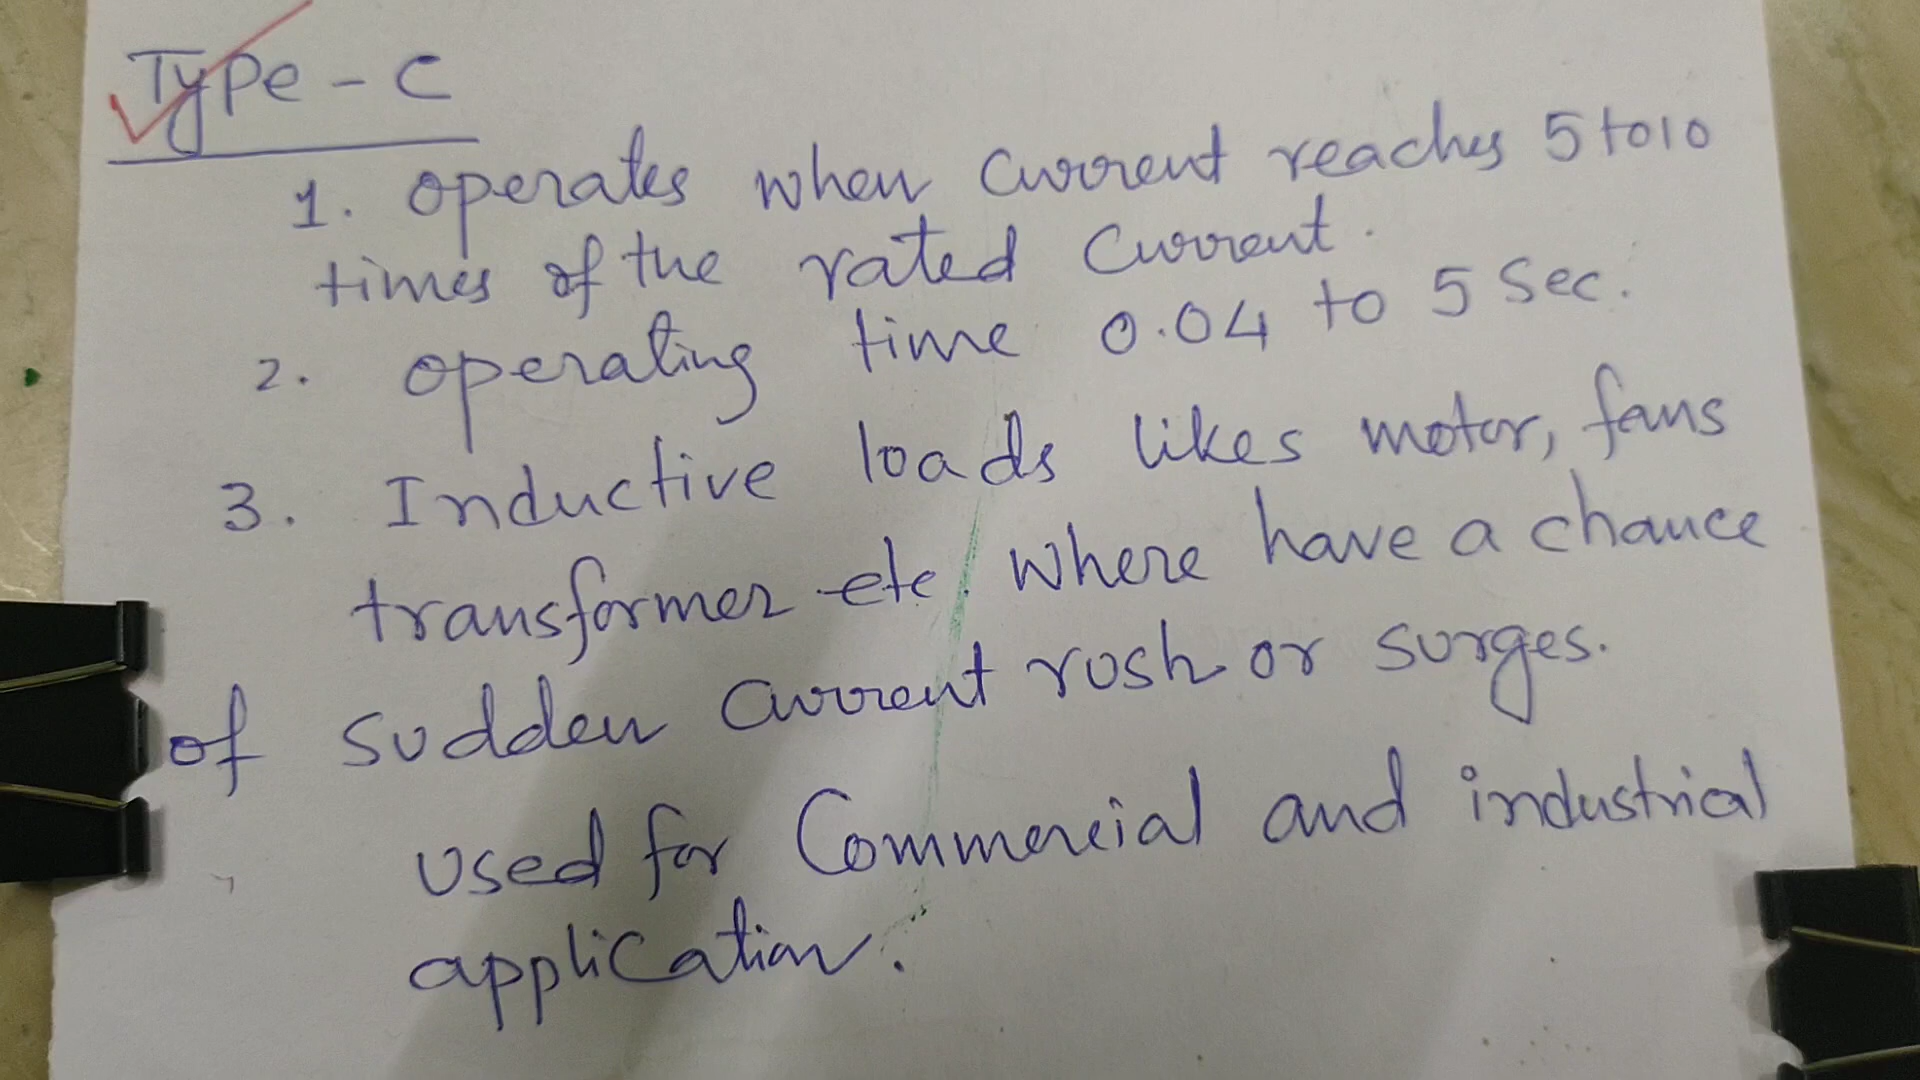 Type - C
1. operates when current reaches 5 to 10
times of the rated current.
2. operating time 0.04 to 5 Sec.
3. Inductive loads likes motor, fans
transformer etc. where have a chance
of sudden current rush or surges.
used for Commercial and industrial
application.